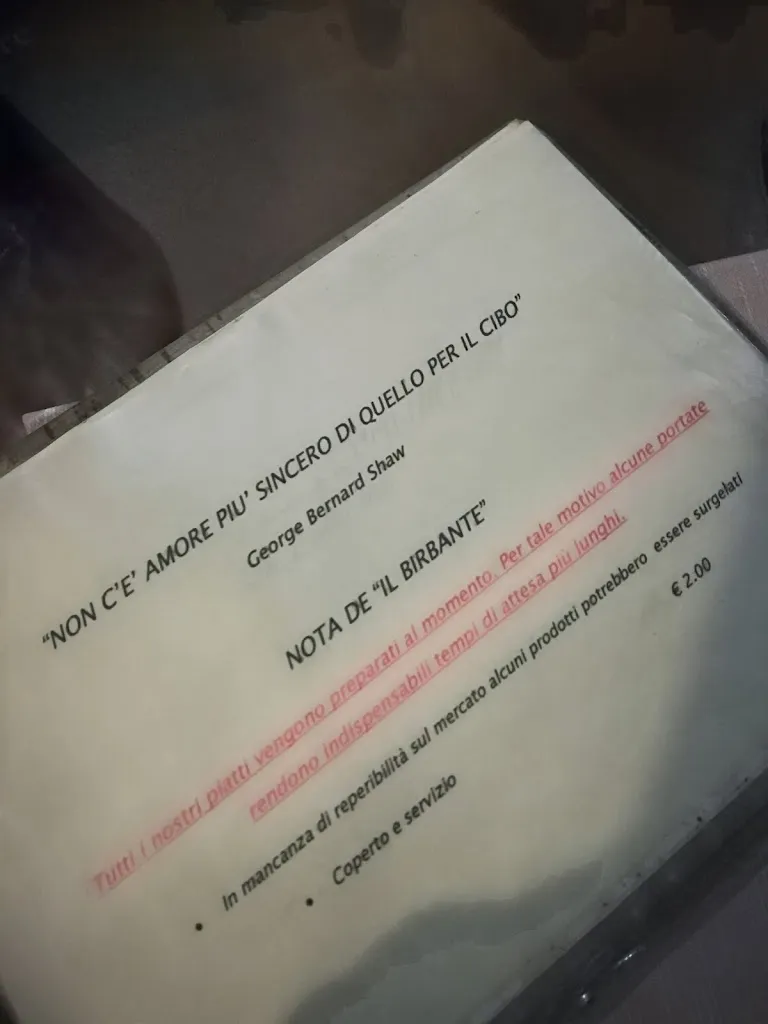 “NON C'E' AMORE PIU' SINCERO DI QUELLO PER IL CIBO”
George Bernard Shaw
NOTA DE “IL BIRBANTE”
Tutti i nostri piatti vengono preparati al momento. Per tale motivo alcune portate
rendono indispensabili tempi di attesa più lunghi.
• In mancanza di reperibilità sul mercato alcuni prodotti potrebbero essere surgelati
• Coperto e servizio € 2.00